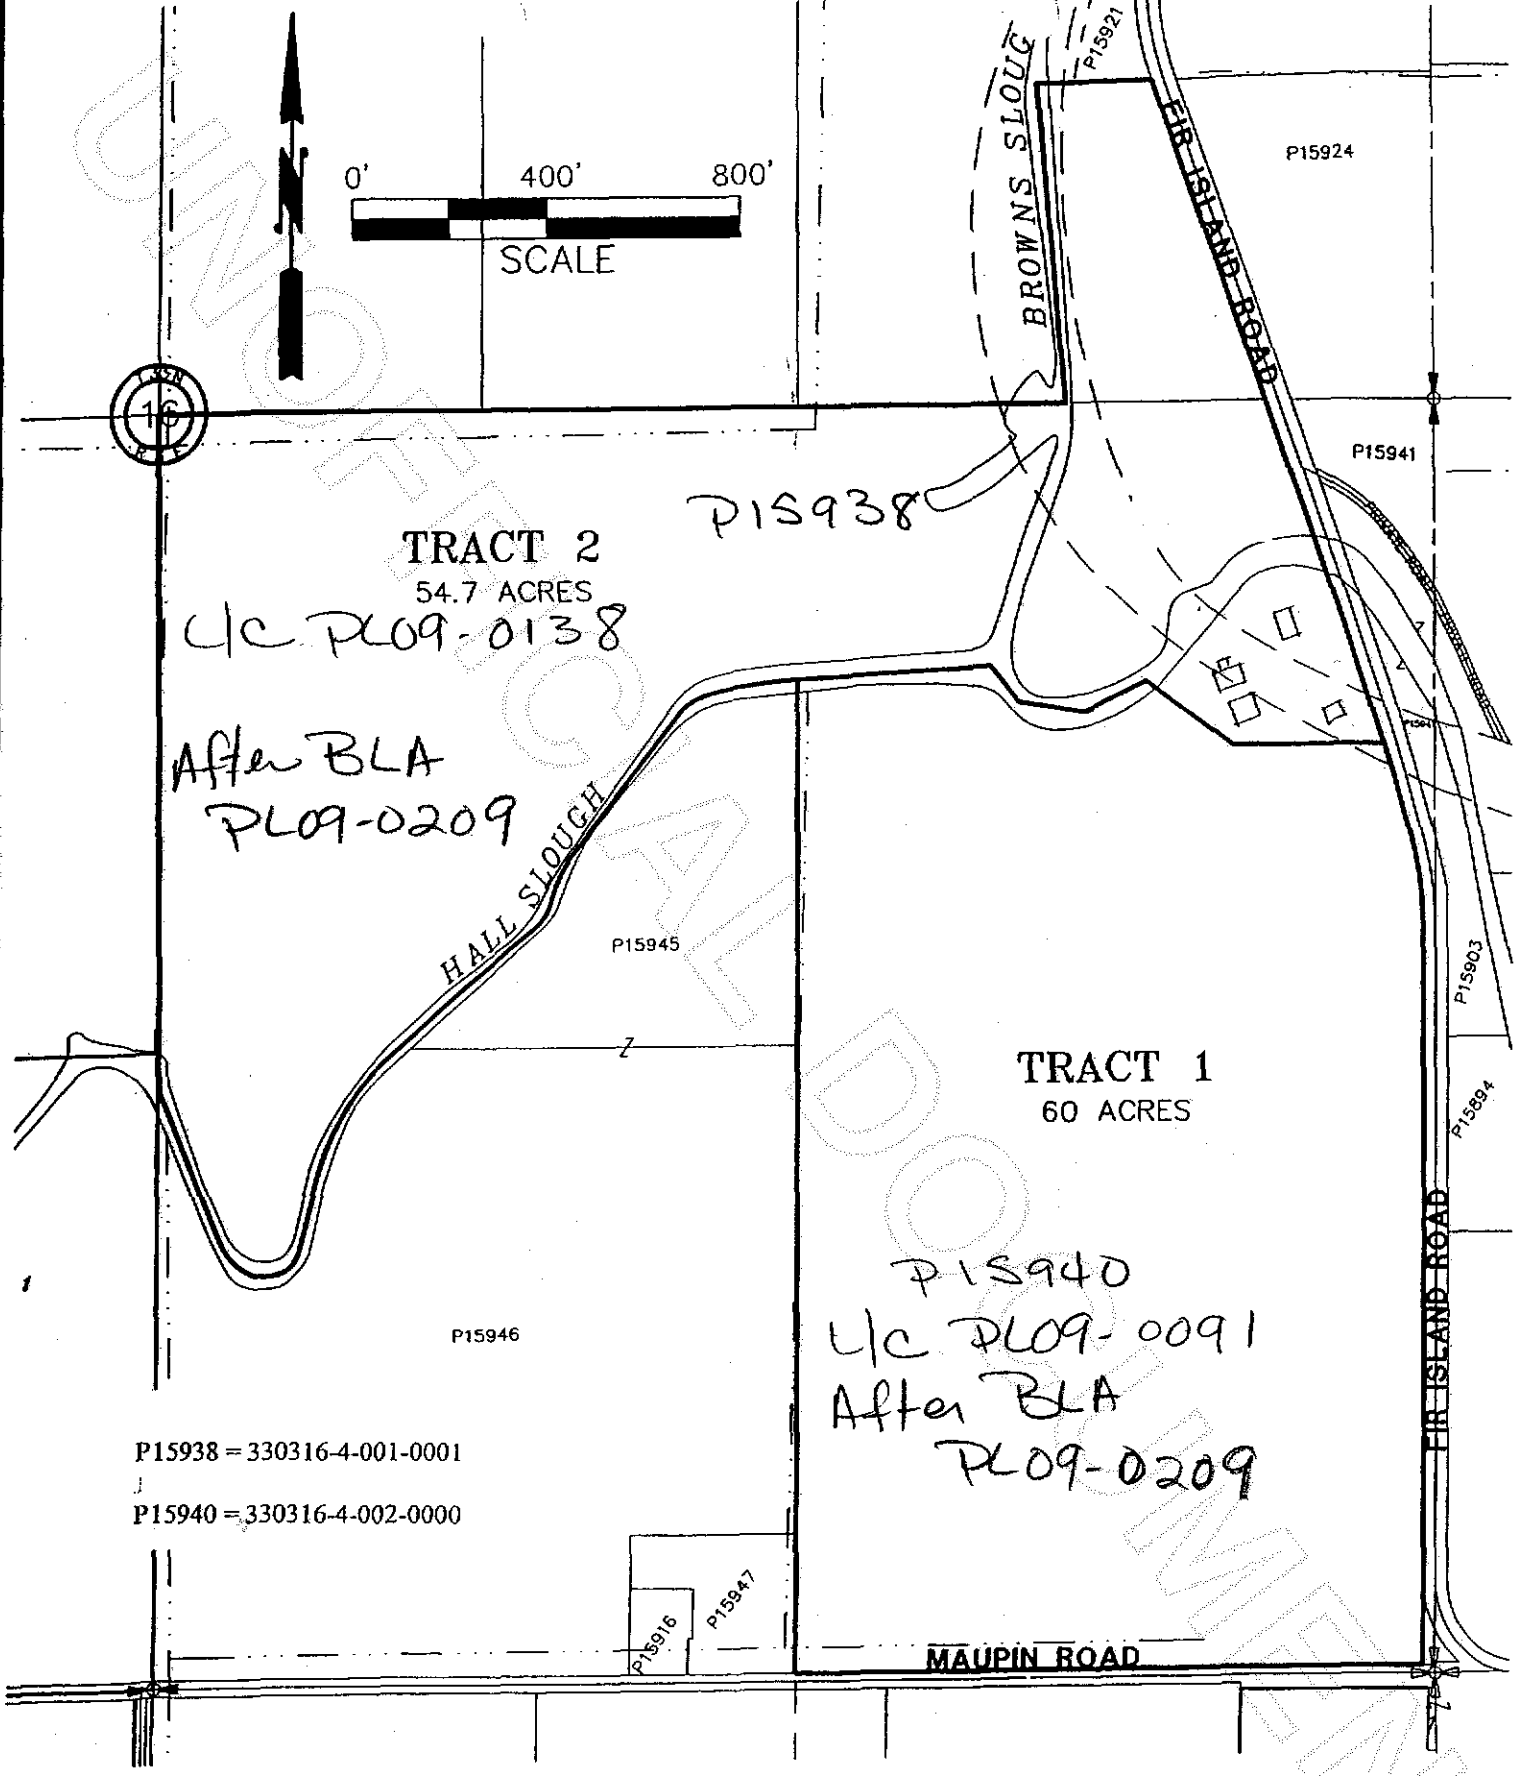 P15921
BROWNS SLOUG
FIR ISLAND ROAD
P15924
N
0' 400' 800'
SCALE
16
P15941
P15938
TRACT 2
54.7 ACRES
L/C PL09-0138
After BLA
PL09-0209
HALL SLOUGH
P15945
Z
P15903
TRACT 1
60 ACRES
P15894
P15940
L/C PL09-0091
After BLA
PL09-0209
FIR ISLAND ROAD
1
P15946
P15938 = 330316-4-001-0001
P15940 = 330316-4-002-0000
P15916
P15947
MAUPIN ROAD
UNOFFICIAL DOCUMEN